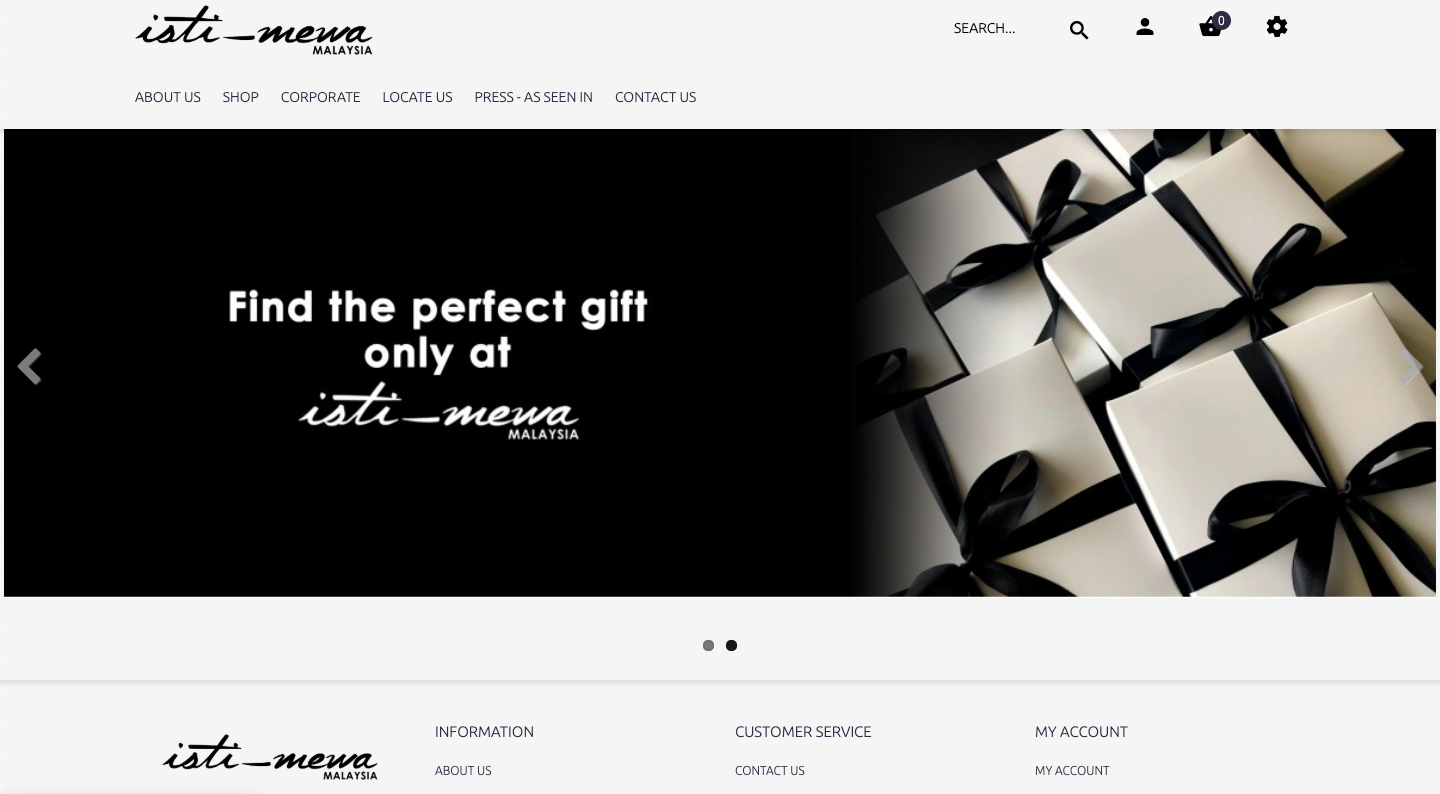 isti-mewa
MALAYSIA
SEARCH...
0
ABOUT US SHOP CORPORATE LOCATE US PRESS - AS SEEN IN CONTACT US
Find the perfect gift
only at
isti-mewa
MALAYSIA
isti-mewa
MALAYSIA
INFORMATION
ABOUT US
CUSTOMER SERVICE
CONTACT US
MY ACCOUNT
MY ACCOUNT